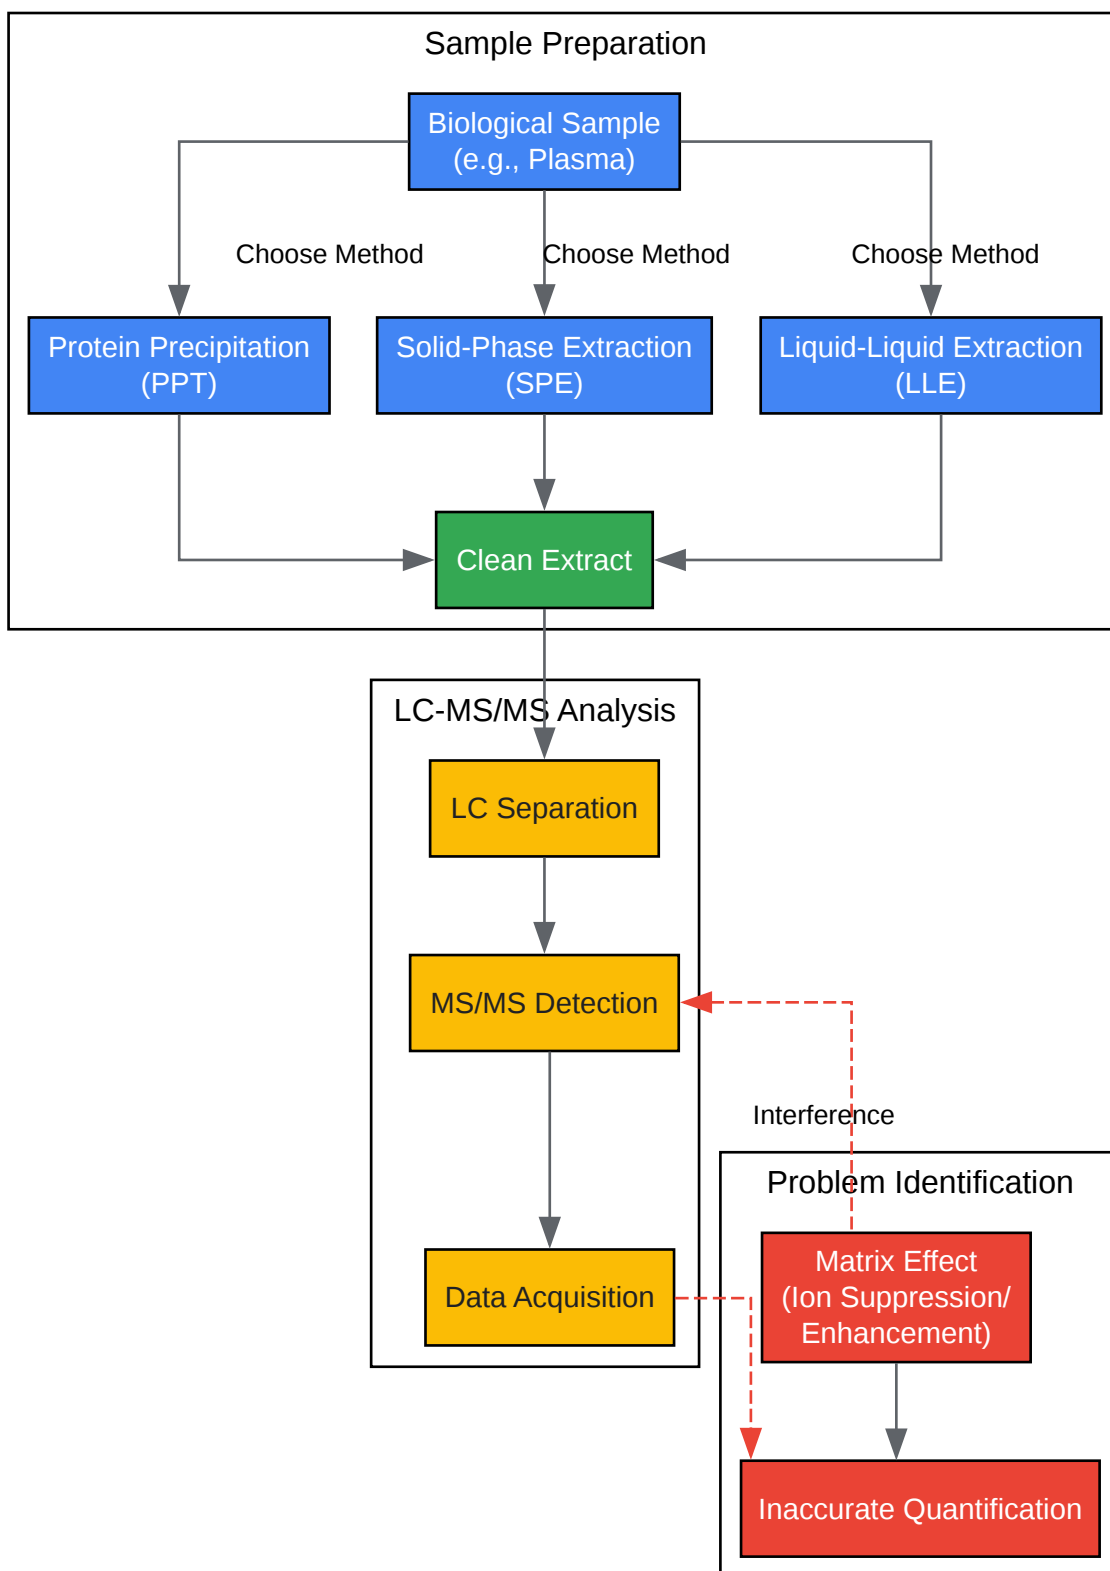 Sample Preparation
Biological Sample
(e.g., Plasma)
Choose Method
Choose Method
Choose Method
Protein Precipitation
(PPT)
Solid-Phase Extraction
(SPE)
Liquid-Liquid Extraction
(LLE)
Clean Extract
LC-MS/MS Analysis
LC Separation
MS/MS Detection
Interference
Problem Identification
Matrix Effect
(Ion Suppression/
Enhancement)
Data Acquisition
Inaccurate Quantification